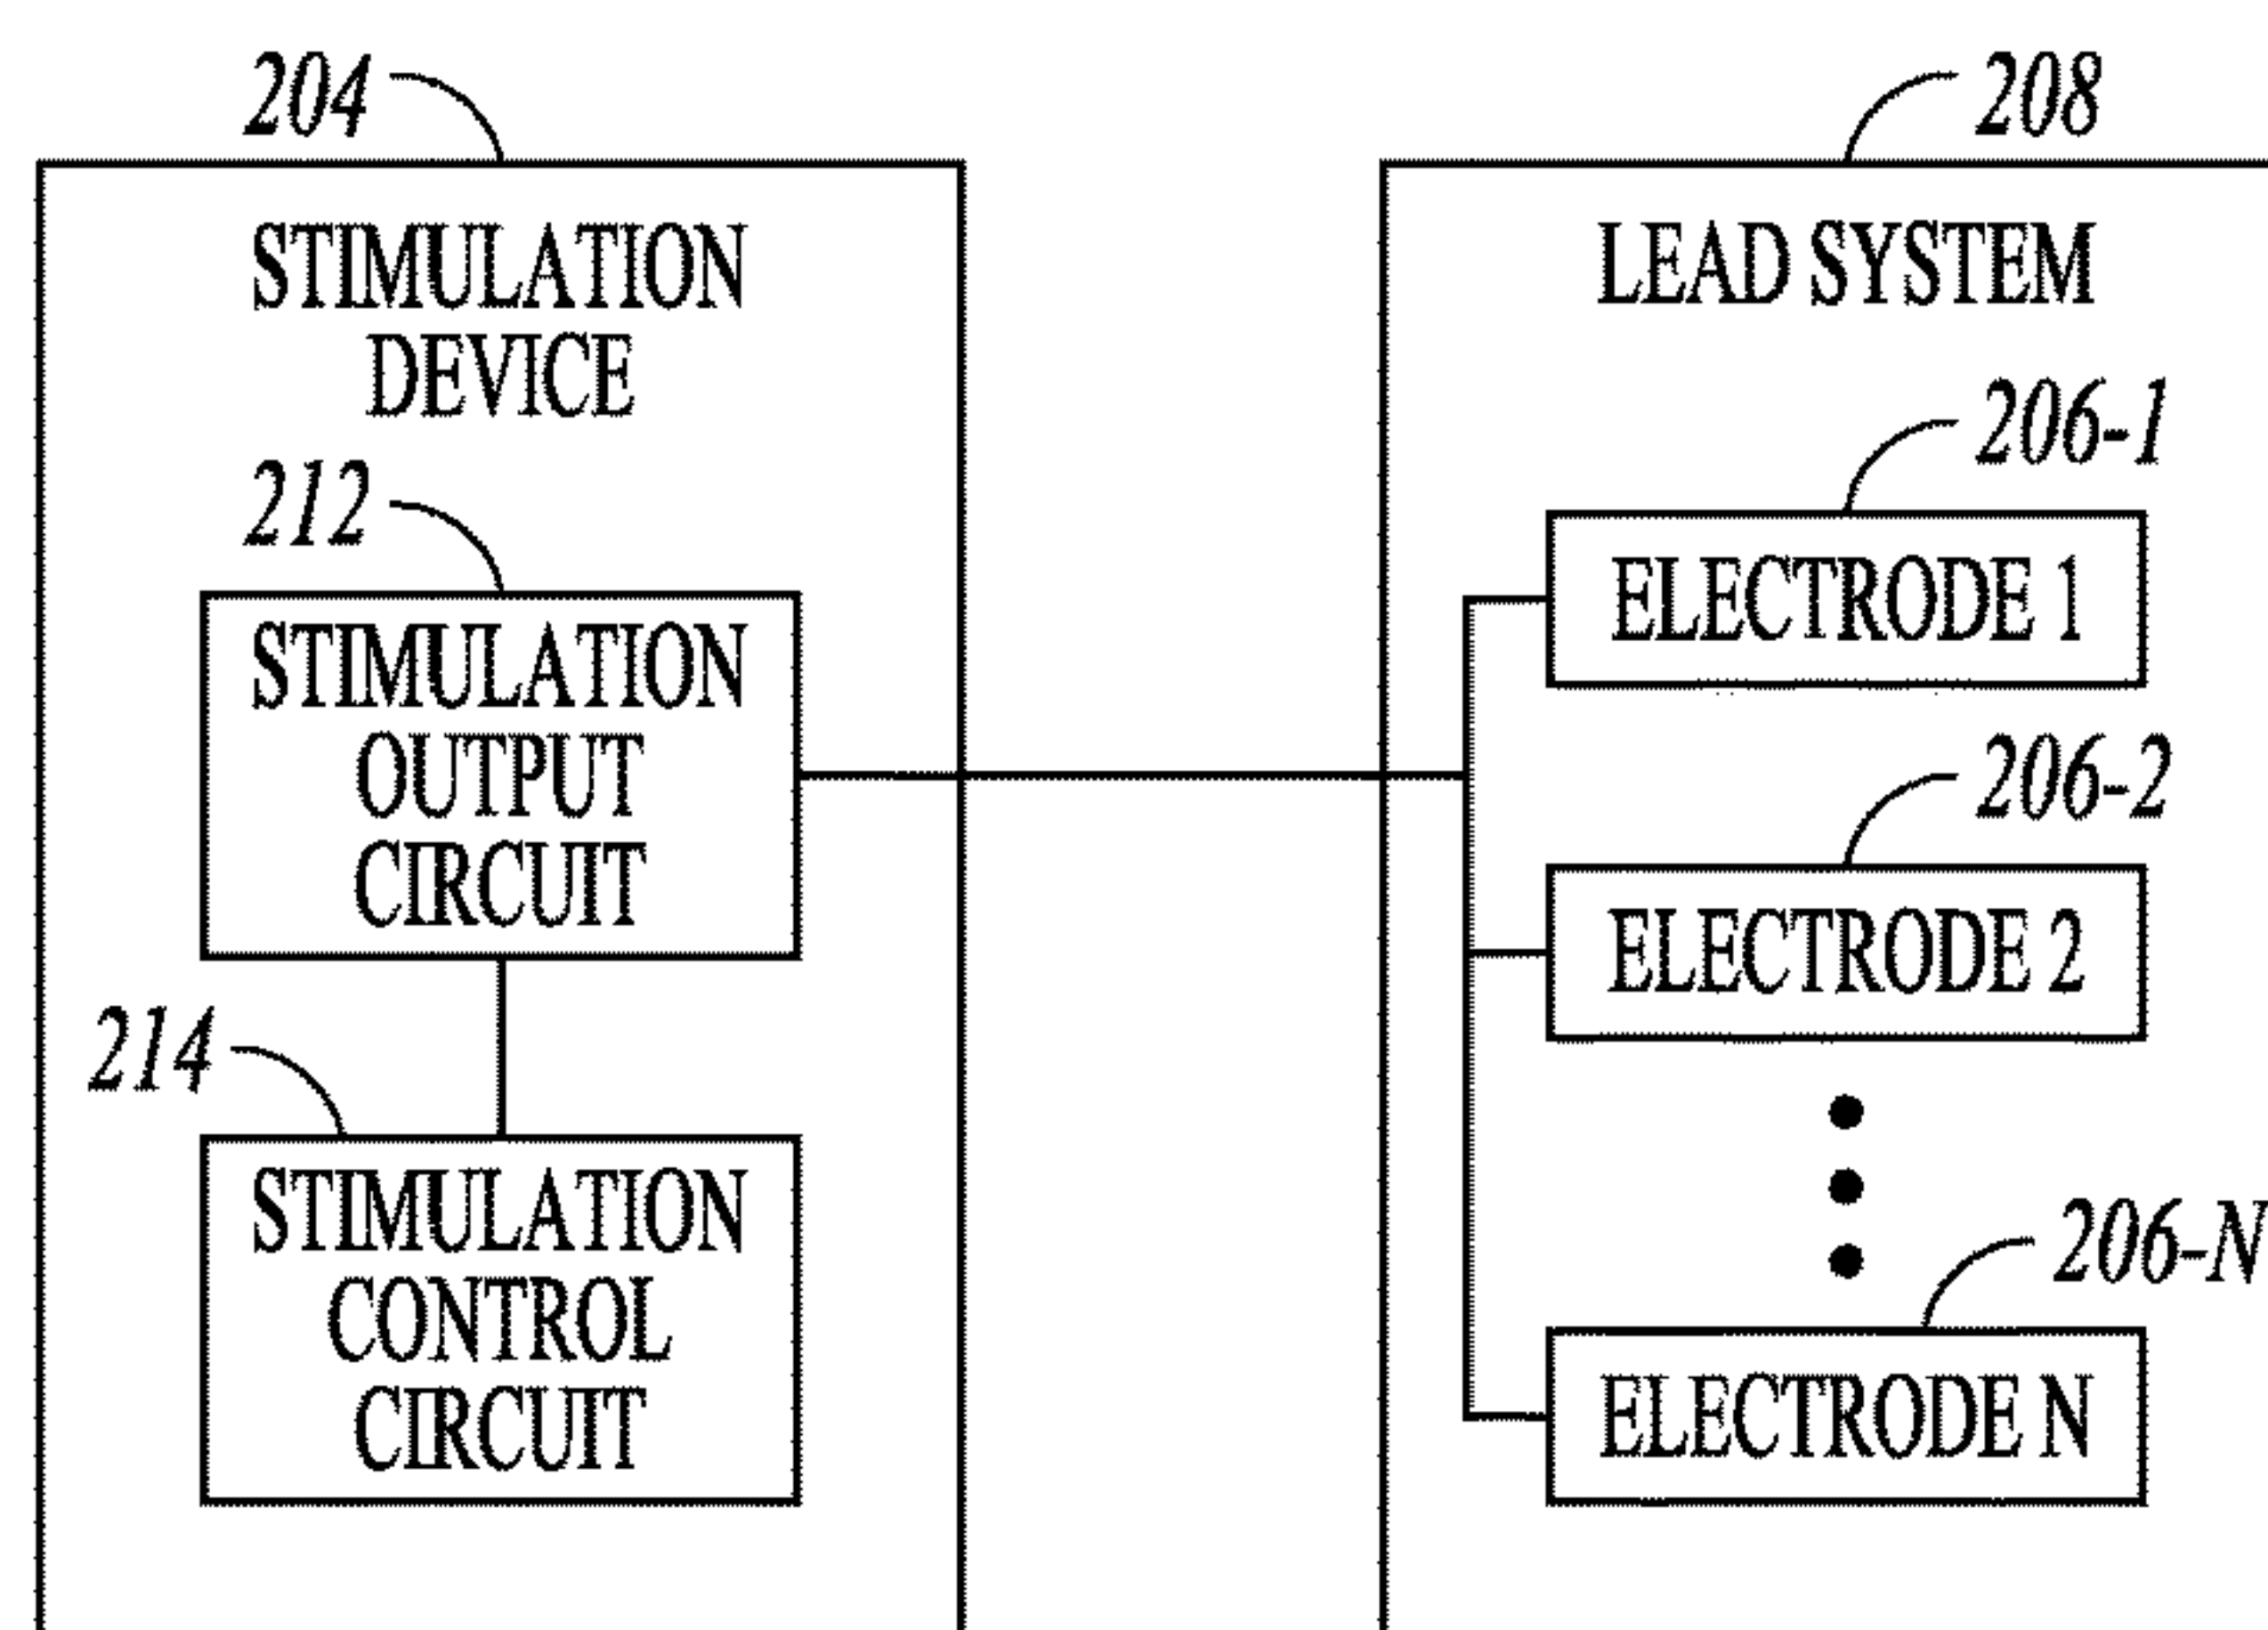 204
STIMULATION
DEVICE
212
STIMULATION
OUTPUT
CIRCUIT
214
STIMULATION
CONTROL
CIRCUIT
208
LEAD SYSTEM
206-1
ELECTRODE 1
206-2
ELECTRODE 2
206-N
ELECTRODE N